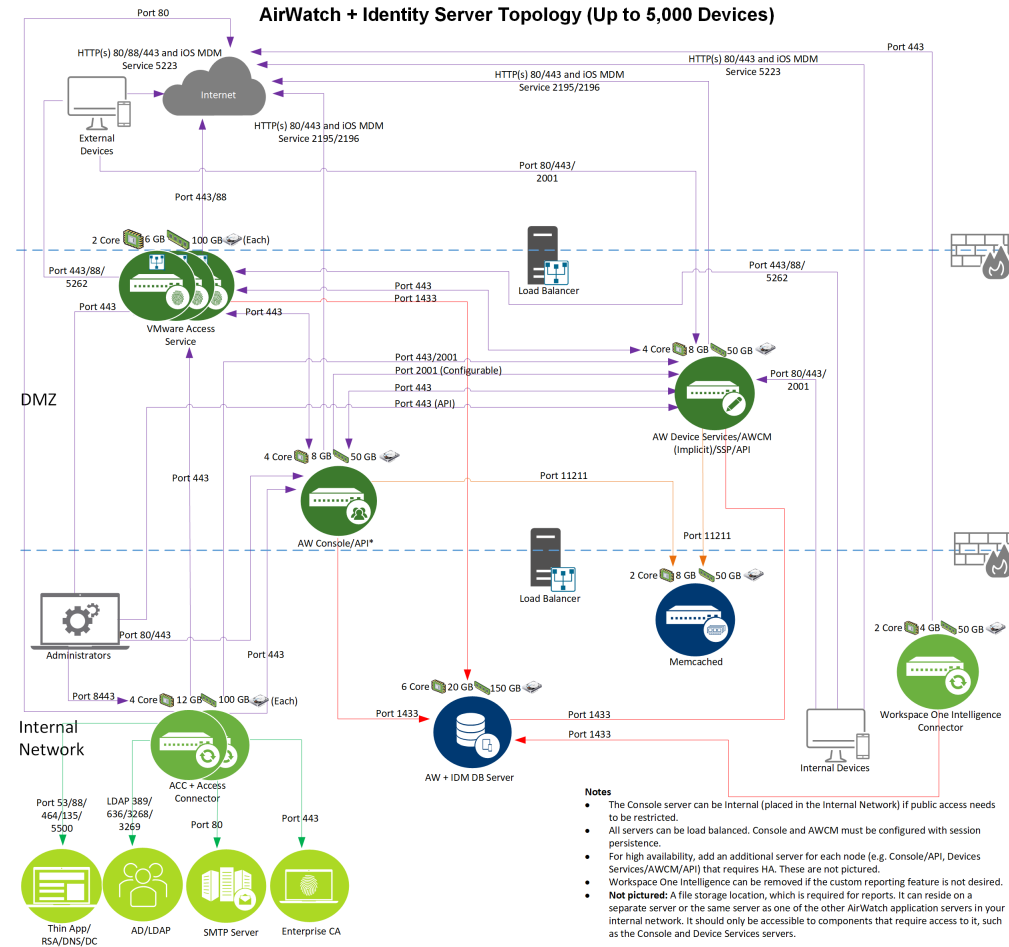 AirWatch + Identity Server Topology (Up to 5,000 Devices)
Port 80
Port 443
HTTP(s) 80/88/443 and iOS MDM
Service 5223
HTTP(s) 80/443 and iOS MDM
Service 5223
HTTP(s) 80/443 and iOS MDM
Service 2195/2196
Internet
HTTP(s) 80/443 and iOS MDM
Service 2195/2196
External
Devices
Port 80/443/
2001
Port 443/88
2 Core
6 GB
100 GB
(Each)
Port 443/88/
5262
Port 443/88/
5262
Load Balancer
Port 443
Port 1433
Port 443
Port 443
VMware Access
Service
4 Core
8 GB
50 GB
Port 443/2001
Port 2001 (Configurable)
Port 80/443/
2001
Port 443
Port 443 (API)
DMZ
AW Device Services/AWCM
(Implicit)/SSP/API
4 Core
8 GB
50 GB
Port 443
Port 11211
AW Console/API*
Port 11211
2 Core
8 GB
50 GB
Load Balancer
2 Core
4 GB
50 GB
Port 80/443
Administrators
Port 443
Memcached
6 Core
20 GB
150 GB
Port 8443
4 Core
12 GB
100 GB
(Each)
Port 1433
Port 1433
Workspace One Intelligence
Connector
Internal
Network
Port 1433
Internal Devices
AW + IDM DB Server
ACC + Access
Connector
Notes
• The Console server can be Internal (placed in the Internal Network) if public access needs
to be restricted.
• All servers can be load balanced. Console and AWCM must be configured with session
persistence.
• For high availability, add an additional server for each node (e.g. Console/API, Devices
Services/AWCM/API) that requires HA. These are not pictured.
• Workspace One Intelligence can be removed if the custom reporting feature is not desired.
• Not pictured: A file storage location, which is required for reports. It can reside on a
separate server or the same server as one of the other AirWatch application servers in your
internal network. It should only be accessible to components that require access to it, such
as the Console and Device Services servers.
Port 53/88/
464/135/
5500
LDAP 389/
636/3268/
3269
Port 80
Port 443
Thin App/
RSA/DNS/DC
AD/LDAP
SMTP Server
Enterprise CA